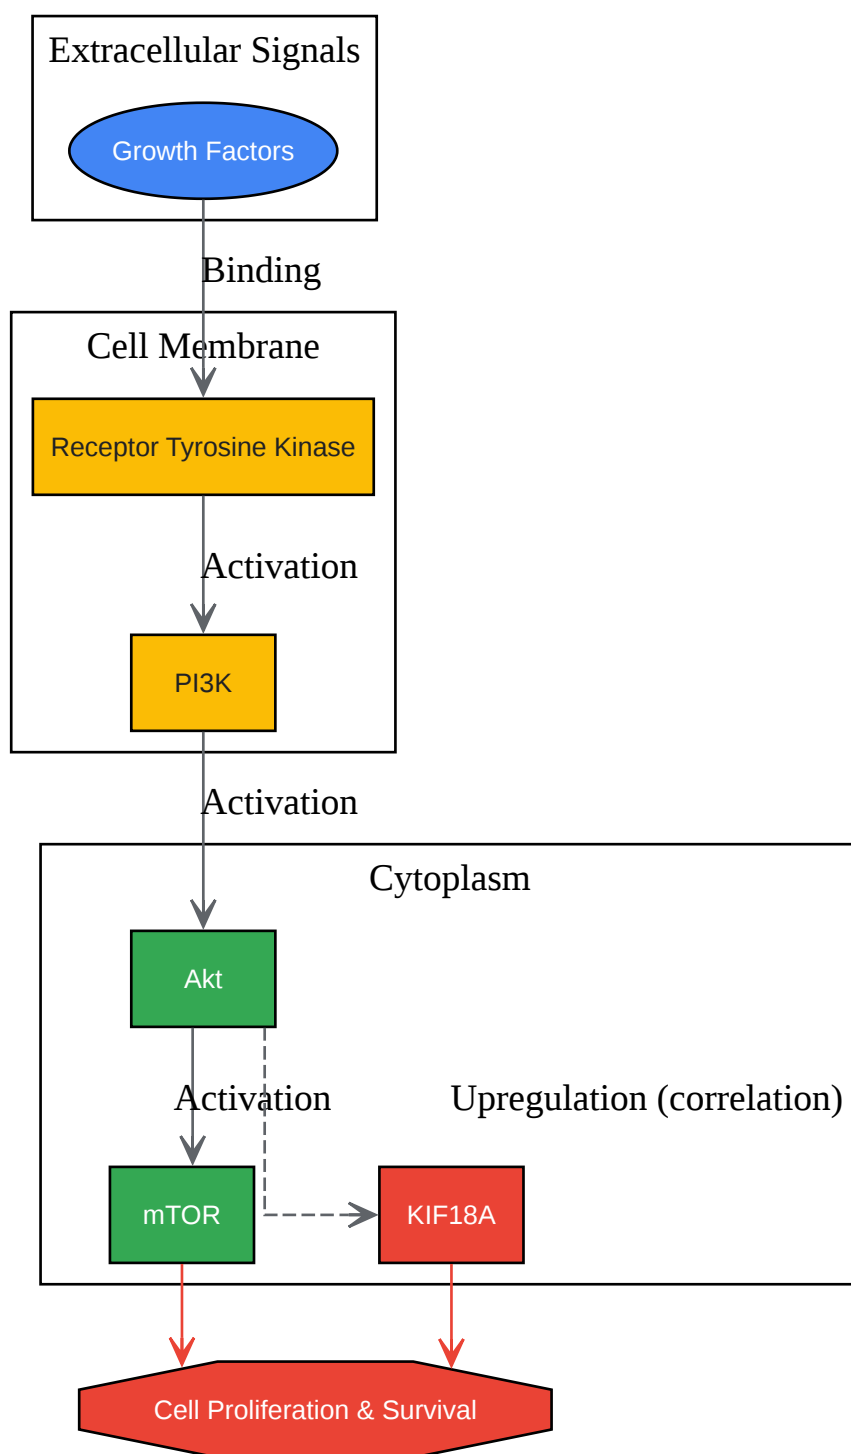 Extracellular Signals
Growth Factors
Binding
Cell Membrane
Receptor Tyrosine Kinase
Activation
PI3K
Activation
Cytoplasm
Akt
Activation
Upregulation (correlation)
mTOR
KIF18A
Cell Proliferation & Survival